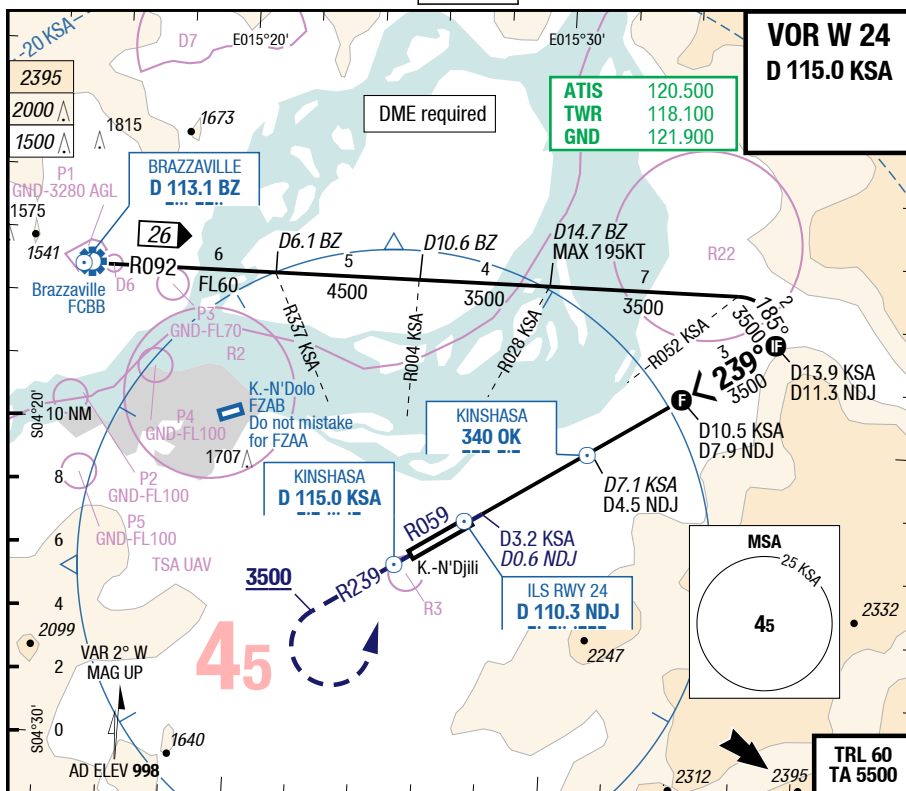 VOR W 24
D 115.0 KSA
20 KSA
D7
E015°20'
E015°30'
2395
2000
1500
1815
1673
DME required
ATIS 120.500
TWR 118.100
GND 121.900
P1
GND-3280 AGL
BRAZZAVILLE
D 113.1 BZ
1575
1541
26
R092
6
FL60
D6.1 BZ
5
4500
D10.6 BZ
4
3500
D14.7 BZ
MAX 195KT
7
3500
R22
Brazzaville
FCBB
D6
P3
GND-FL70
R2
R337 KSA
R004 KSA
R028 KSA
R052 KSA
2
185°
3500
3
239°
3500
IF
D13.9 KSA
D11.3 NDJ
F
D10.5 KSA
D7.9 NDJ
S04°20'
10 NM
P4
GND-FL100
K.-N'Dolo
FZAB
Do not mistake
for FZAA
1707
KINSHASA
340 OK
D7.1 KSA
D4.5 NDJ
8
P2
GND-FL100
P5
GND-FL100
KINSHASA
D 115.0 KSA
6
TSA UAV
R059
D3.2 KSA
D0.6 NDJ
K.-N'Djili
3500
R239
R3
ILS RWY 24
D 110.3 NDJ
MSA
25 KSA
45
4
2099
45
2332
2247
2
VAR 2° W
MAG UP
S04°30'
0
1640
AD ELEV 998
2312
2395
TRL 60
TA 5500